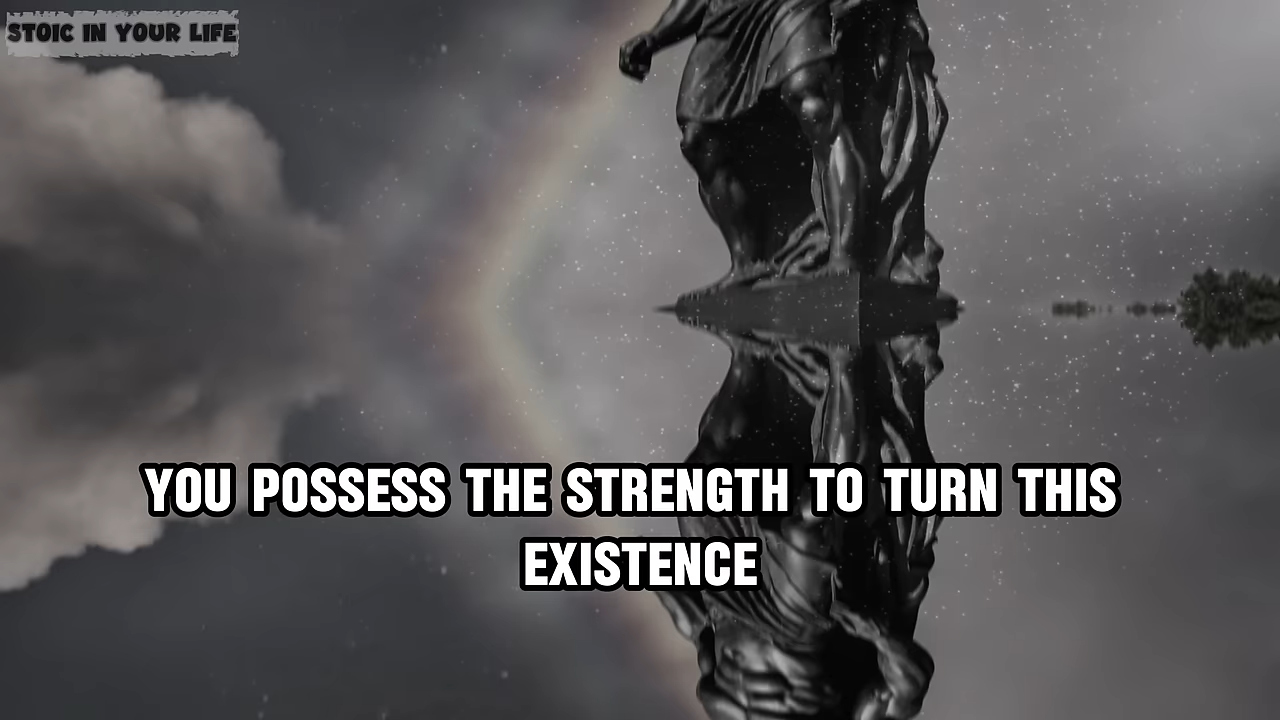 STOIC IN YOUR LIFE
YOU POSSESS THE STRENGTH TO TURN THIS
EXISTENCE